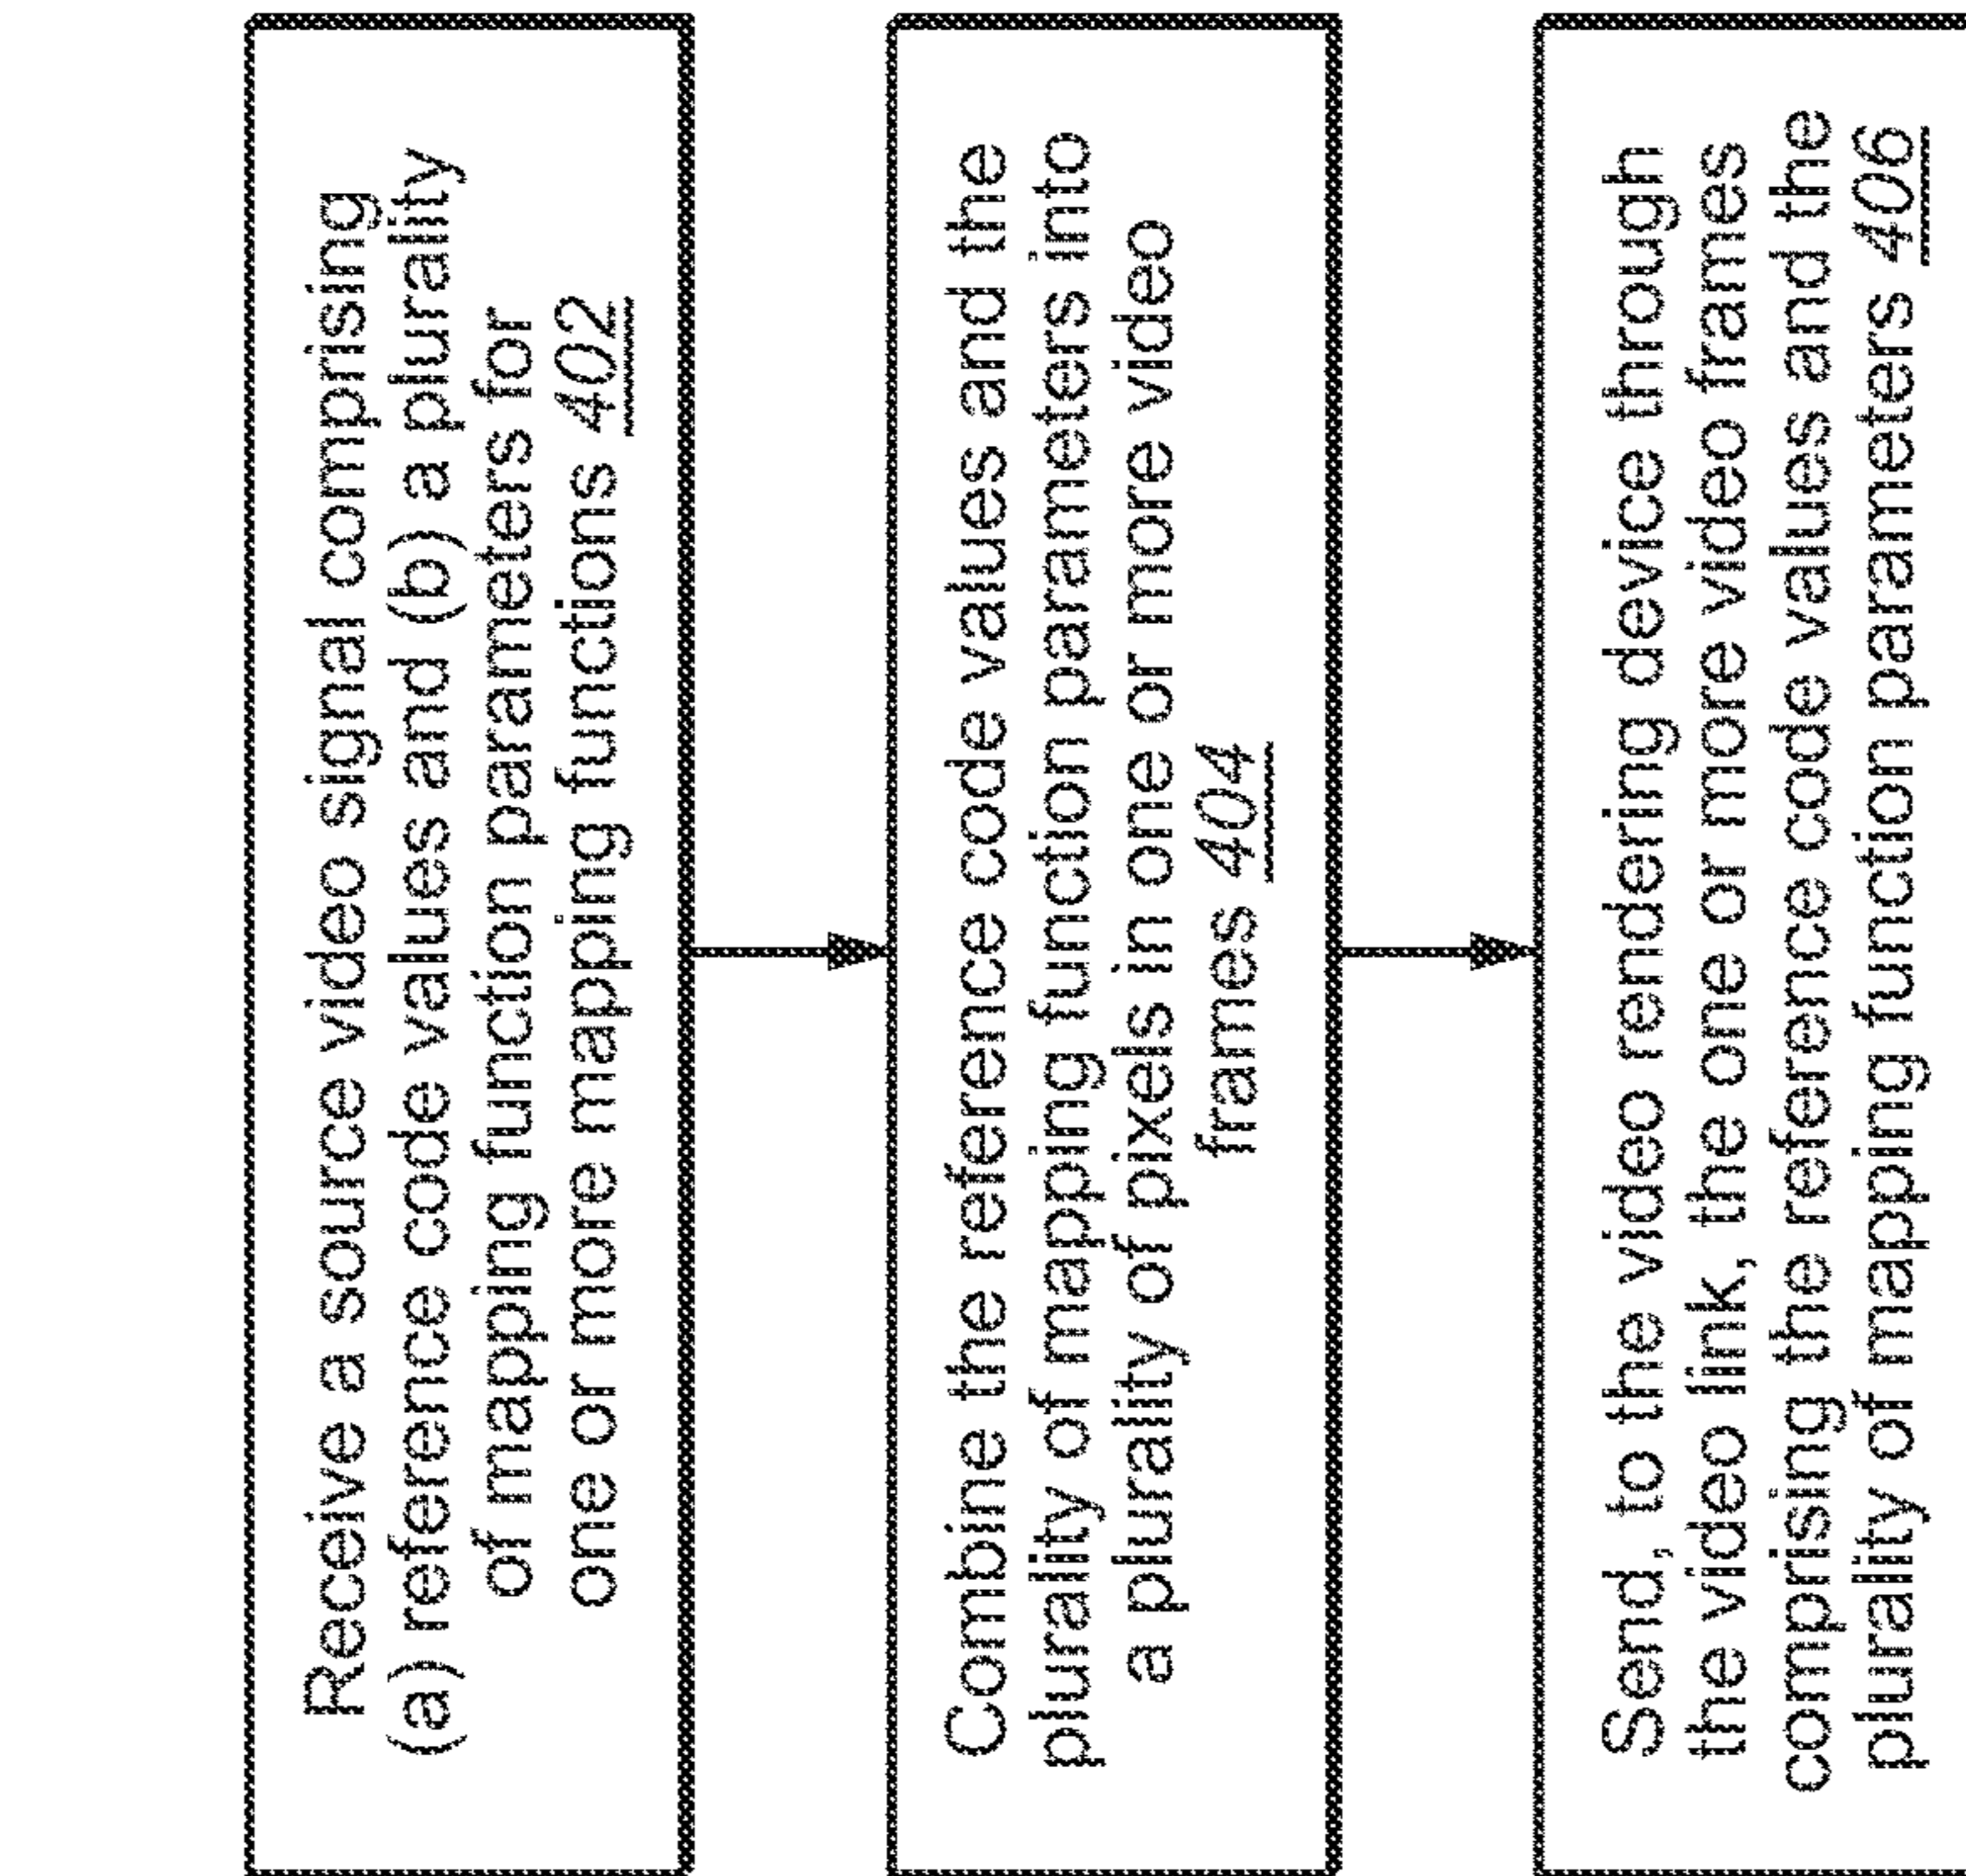 Receive a source video signal comprising
(a) reference code values and (b) a plurality
of mapping function parameters for
one or more mapping functions 402
Combine the reference code values and the
plurality of mapping function parameters into
a plurality of pixels in one or more video
frames 404
Send, to the video rendering device through
the video link, the one or more video frames
comprising the reference code values and the
plurality of mapping function parameters 406